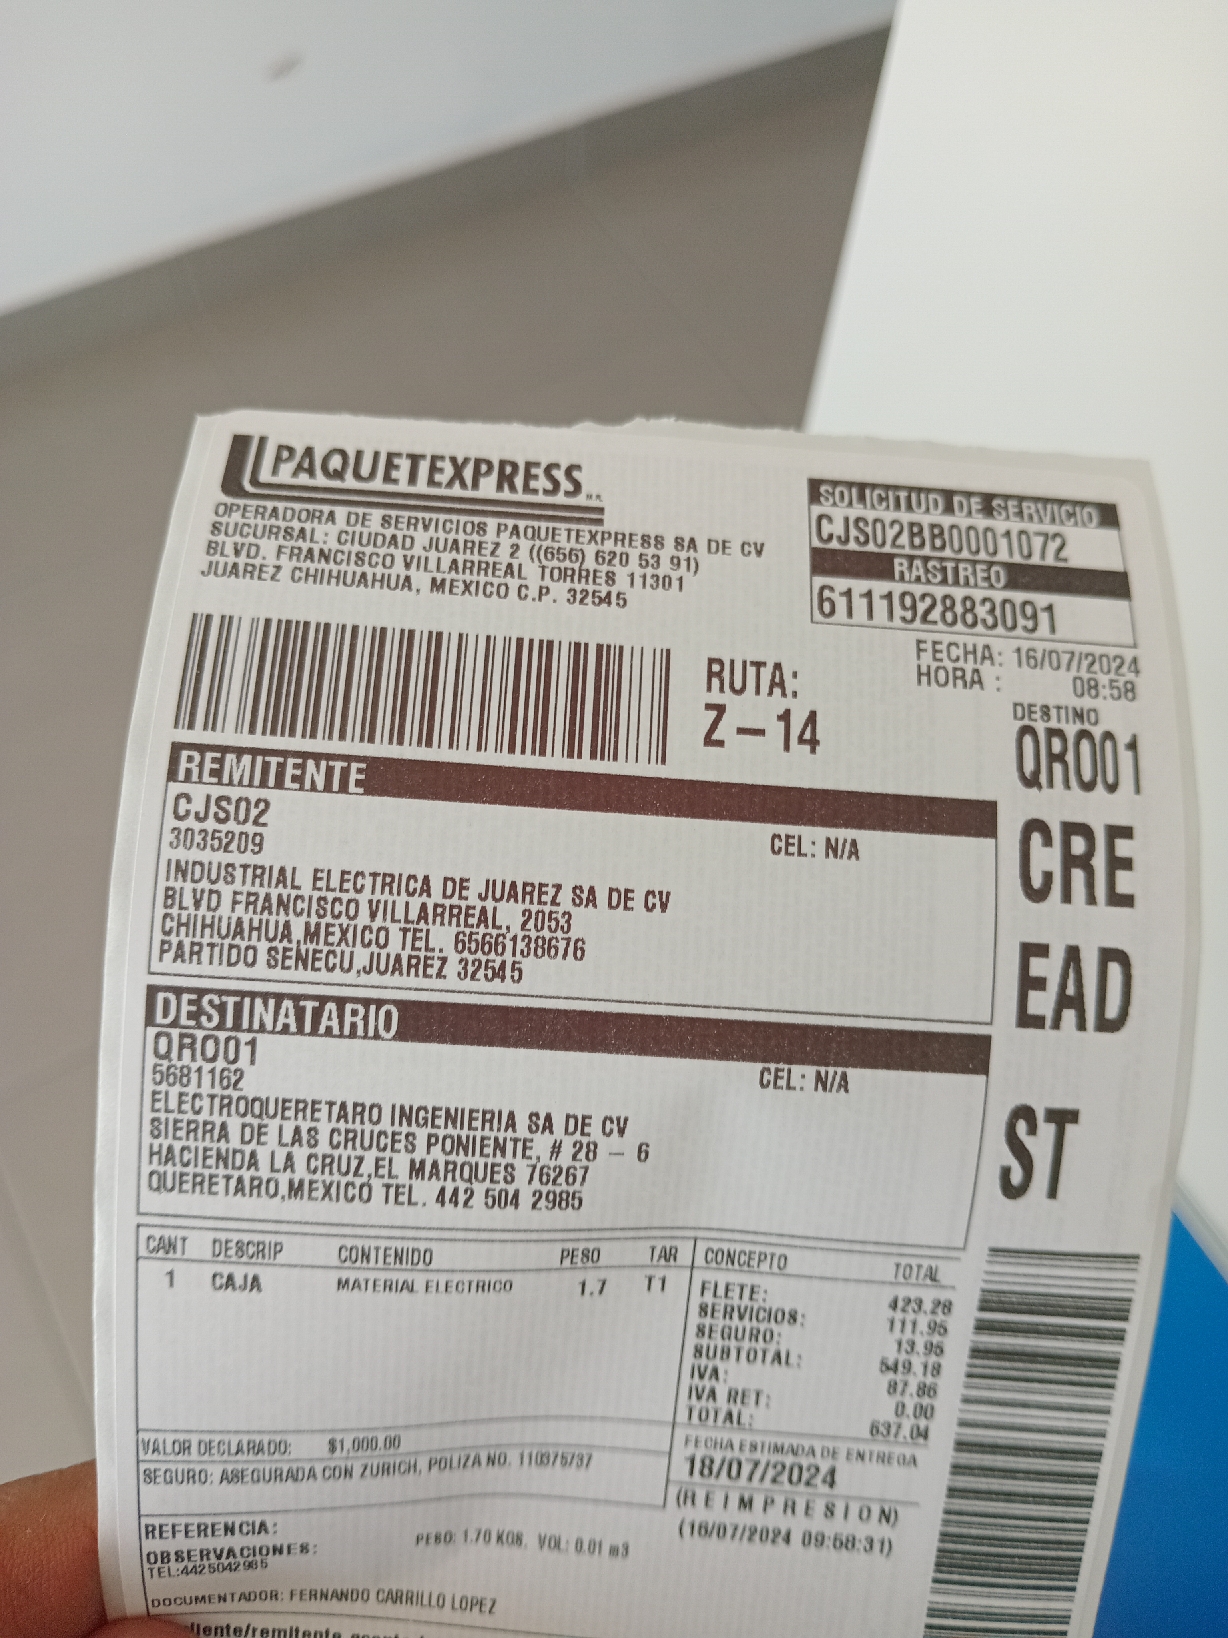 PAQUETEXPRESS
OPERADORA DE SERVICIOS PAQUETEXPRESS SA DE CV
SUCURSAL: CIUDAD JUAREZ 2 ((656) 620 53 91)
BLVD. FRANCISCO VILLARREAL TORRES 11301
JUAREZ CHIHUAHUA, MEXICO C.P. 32545
SOLICITUD DE SERVICIO
CJS02BB0001072
RASTREO
611192883091
FECHA: 16/07/2024
HORA : 08:58
RUTA:
Z-14
DESTINO
QRO01
CRE
EAD
ST
REMITENTE
CJS02
3035209 CEL: N/A
INDUSTRIAL ELECTRICA DE JUAREZ SA DE CV
BLVD FRANCISCO VILLARREAL, 2053
CHIHUAHUA,MEXICO TEL. 6566138676
PARTIDO SENECU,JUAREZ 32545
DESTINATARIO
QRO01
5681162 CEL: N/A
ELECTROQUERETARO INGENIERIA SA DE CV
SIERRA DE LAS CRUCES PONIENTE, # 28 - 6
HACIENDA LA CRUZ,EL MARQUES 76267
QUERETARO,MEXICO TEL. 442 504 2985
CANT DESCRIP CONTENIDO PESO TAR
1 CAJA MATERIAL ELECTRICO 1.7 T1
CONCEPTO TOTAL
FLETE: 423.28
SERVICIOS: 111.95
SEGURO: 13.95
SUBTOTAL: 549.18
IVA: 87.86
IVA RET: 0.00
TOTAL: 637.04
VALOR DECLARADO: $1,000.00
SEGURO: ASEGURADA CON ZURICH, POLIZA NO. 110375737
FECHA ESTIMADA DE ENTREGA
18/07/2024
(REIMPRESION)
(16/07/2024 09:58:31)
REFERENCIA:
PESO: 1.70 KGS. VOL: 0.01 m3
OBSERVACIONES:
TEL:4425042985
DOCUMENTADOR: FERNANDO CARRILLO LOPEZ